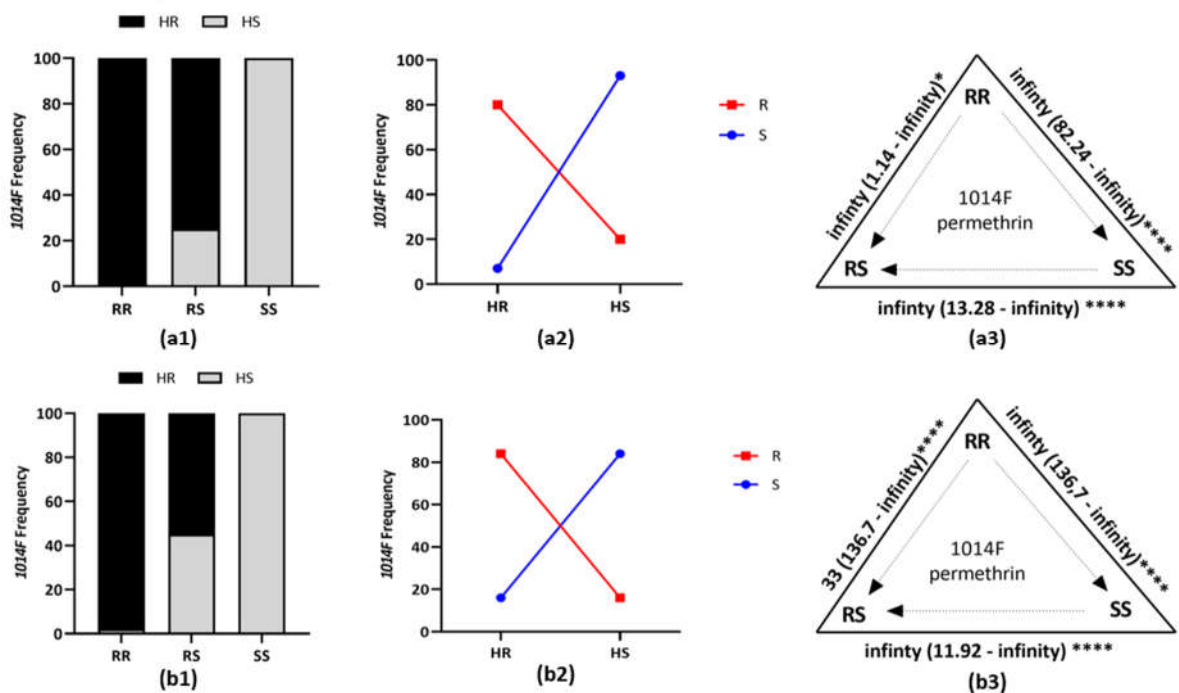 HR HS
100
80
60
40
20
0
1014F Frequency
RR RS SS
(a1)
100
80
60
40
20
0
1014F Frequency
HR HS
(a2)
R
S
infinty (1.14 - infinity)*
infinty (82.24 - infinity)****
RR
1014F
permethrin
RS SS
infinty (13.28 - infinity) ****
(a3)
HR HS
100
80
60
40
20
0
1014F Frequency
RR RS SS
(b1)
100
80
60
40
20
0
1014F Frequency
HR HS
(b2)
R
S
33 (136.7 - infinity)****
infinty (136,7 - infinity)****
RR
1014F
permethrin
RS SS
infinty (11.92 - infinity) ****
(b3)